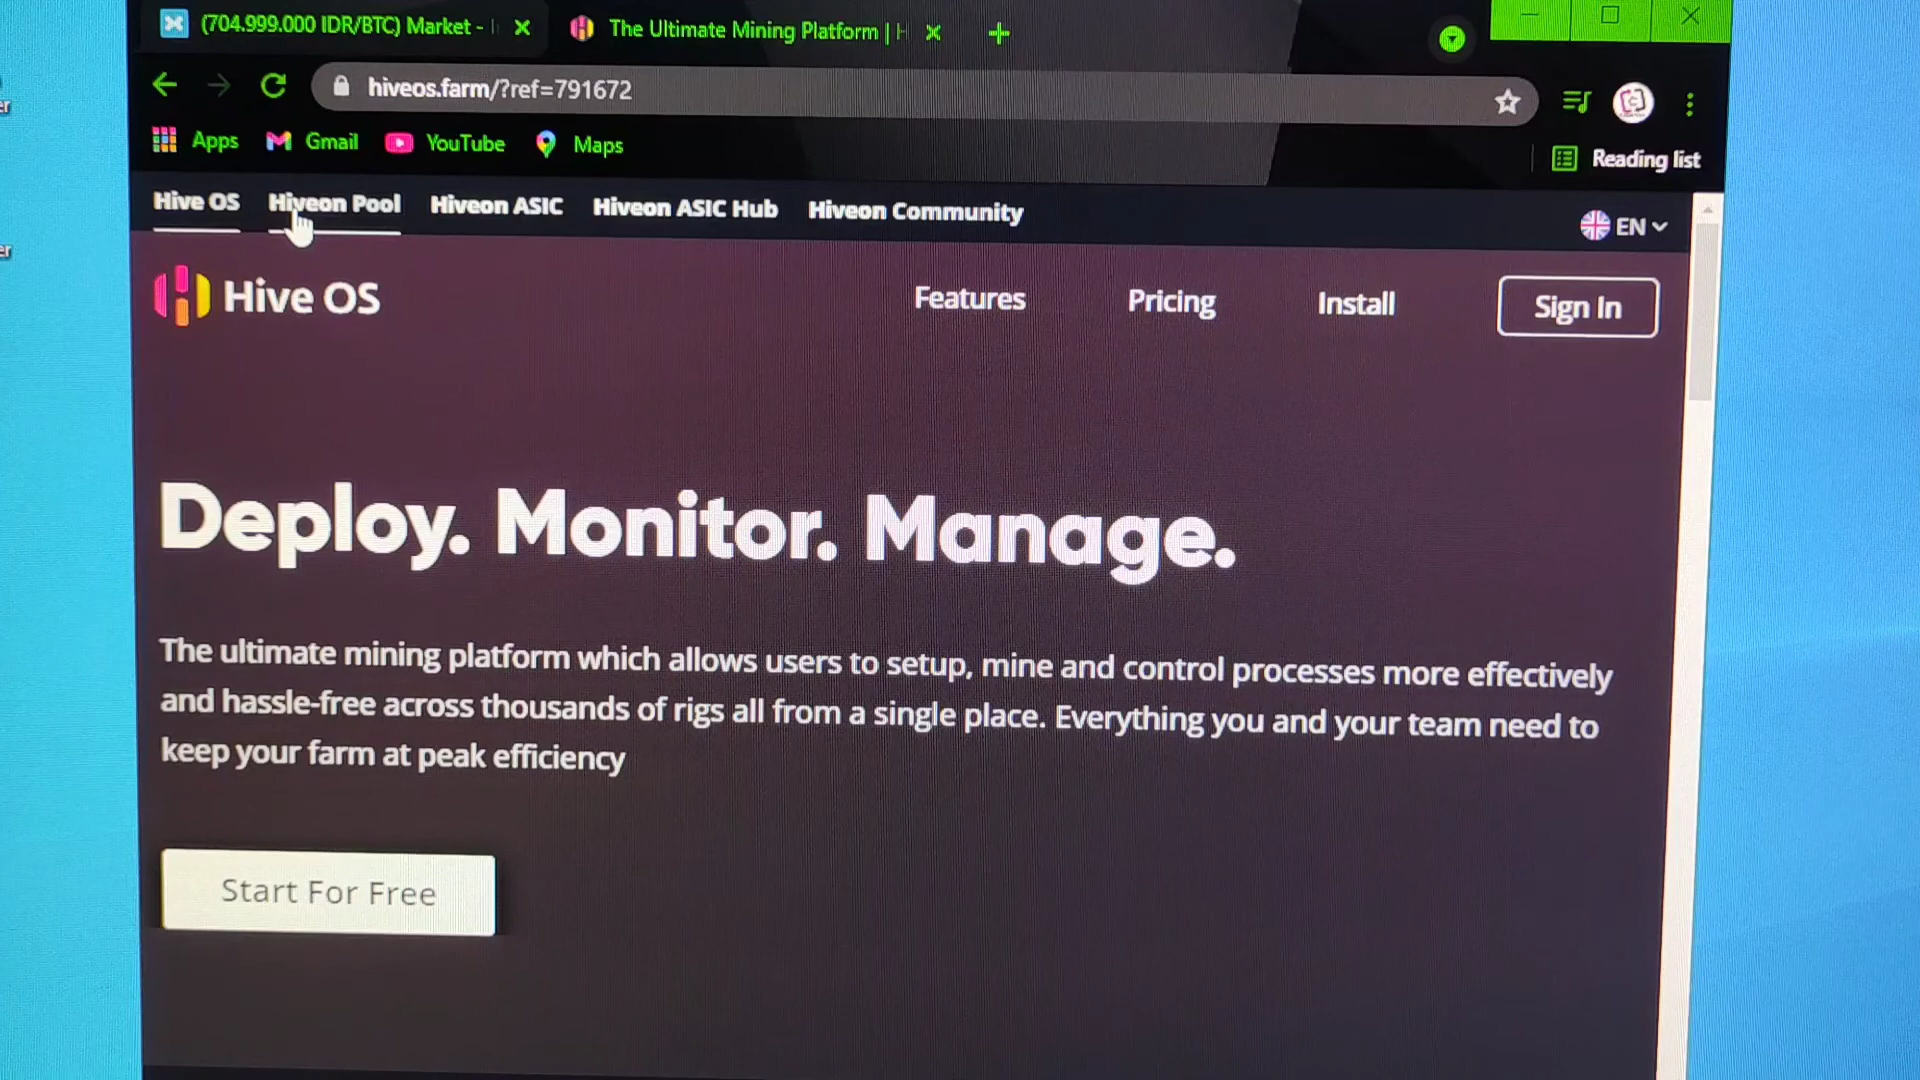 (704.999.000 IDR/BTC) Market -
The Ultimate Mining Platform |
hiveos.farm/?ref=791672
Apps
Gmail
YouTube
Maps
Reading list
Hive OS
Hiveon Pool
Hiveon ASIC
Hiveon ASIC Hub
Hiveon Community
EN
Hive OS
Features
Pricing
Install
Sign In
Deploy. Monitor. Manage.
The ultimate mining platform which allows users to setup, mine and control processes more effectively
and hassle-free across thousands of rigs all from a single place. Everything you and your team need to
keep your farm at peak efficiency
Start For Free